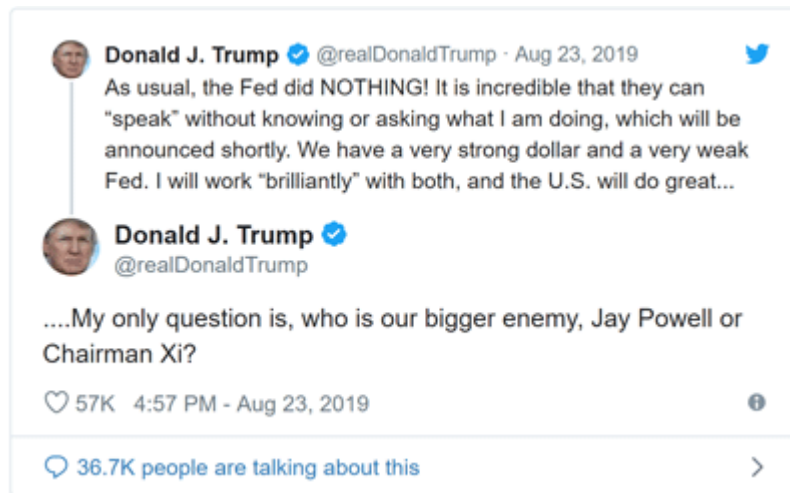 Donald J. Trump @realDonaldTrump · Aug 23, 2019
As usual, the Fed did NOTHING! It is incredible that they can
“speak” without knowing or asking what I am doing, which will be
announced shortly. We have a very strong dollar and a very weak
Fed. I will work “brilliantly” with both, and the U.S. will do great...
Donald J. Trump
@realDonaldTrump
....My only question is, who is our bigger enemy, Jay Powell or
Chairman Xi?
57K 4:57 PM - Aug 23, 2019
36.7K people are talking about this